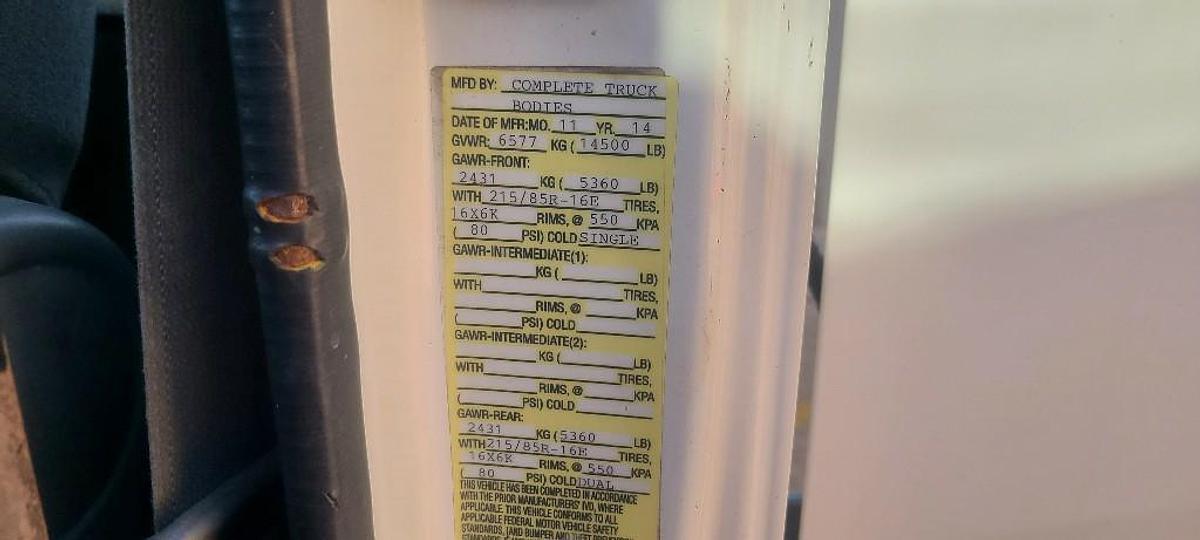 MFD BY: COMPLETE TRUCK
BODIES
DATE OF MFR:MO. 11 YR. 14
GVWR: 6577 KG ( 14500 LB)
GAWR-FRONT:
2431 KG ( 5360 LB)
WITH 215/85R-16E TIRES,
16X6K RIMS, @ 550 KPA
( 80 PSI) COLD SINGLE
GAWR-INTERMEDIATE(1):
KG ( LB)
WITH TIRES,
RIMS, @ KPA
( PSI) COLD
GAWR-INTERMEDIATE(2):
KG ( LB)
WITH TIRES,
RIMS, @ KPA
( PSI) COLD
GAWR-REAR:
2431 KG ( 5360 LB)
WITH 215/85R-16E TIRES,
16X6K RIMS, @ 550 KPA
( 80 PSI) COLD DUAL
THIS VEHICLE HAS BEEN COMPLETED IN ACCORDANCE
WITH THE PRIOR MANUFACTURERS' IVD, WHERE
APPLICABLE. THIS VEHICLE CONFORMS TO ALL
APPLICABLE FEDERAL MOTOR VEHICLE SAFETY
STANDARDS, [AND BUMPER AND THEFT PREVENTION